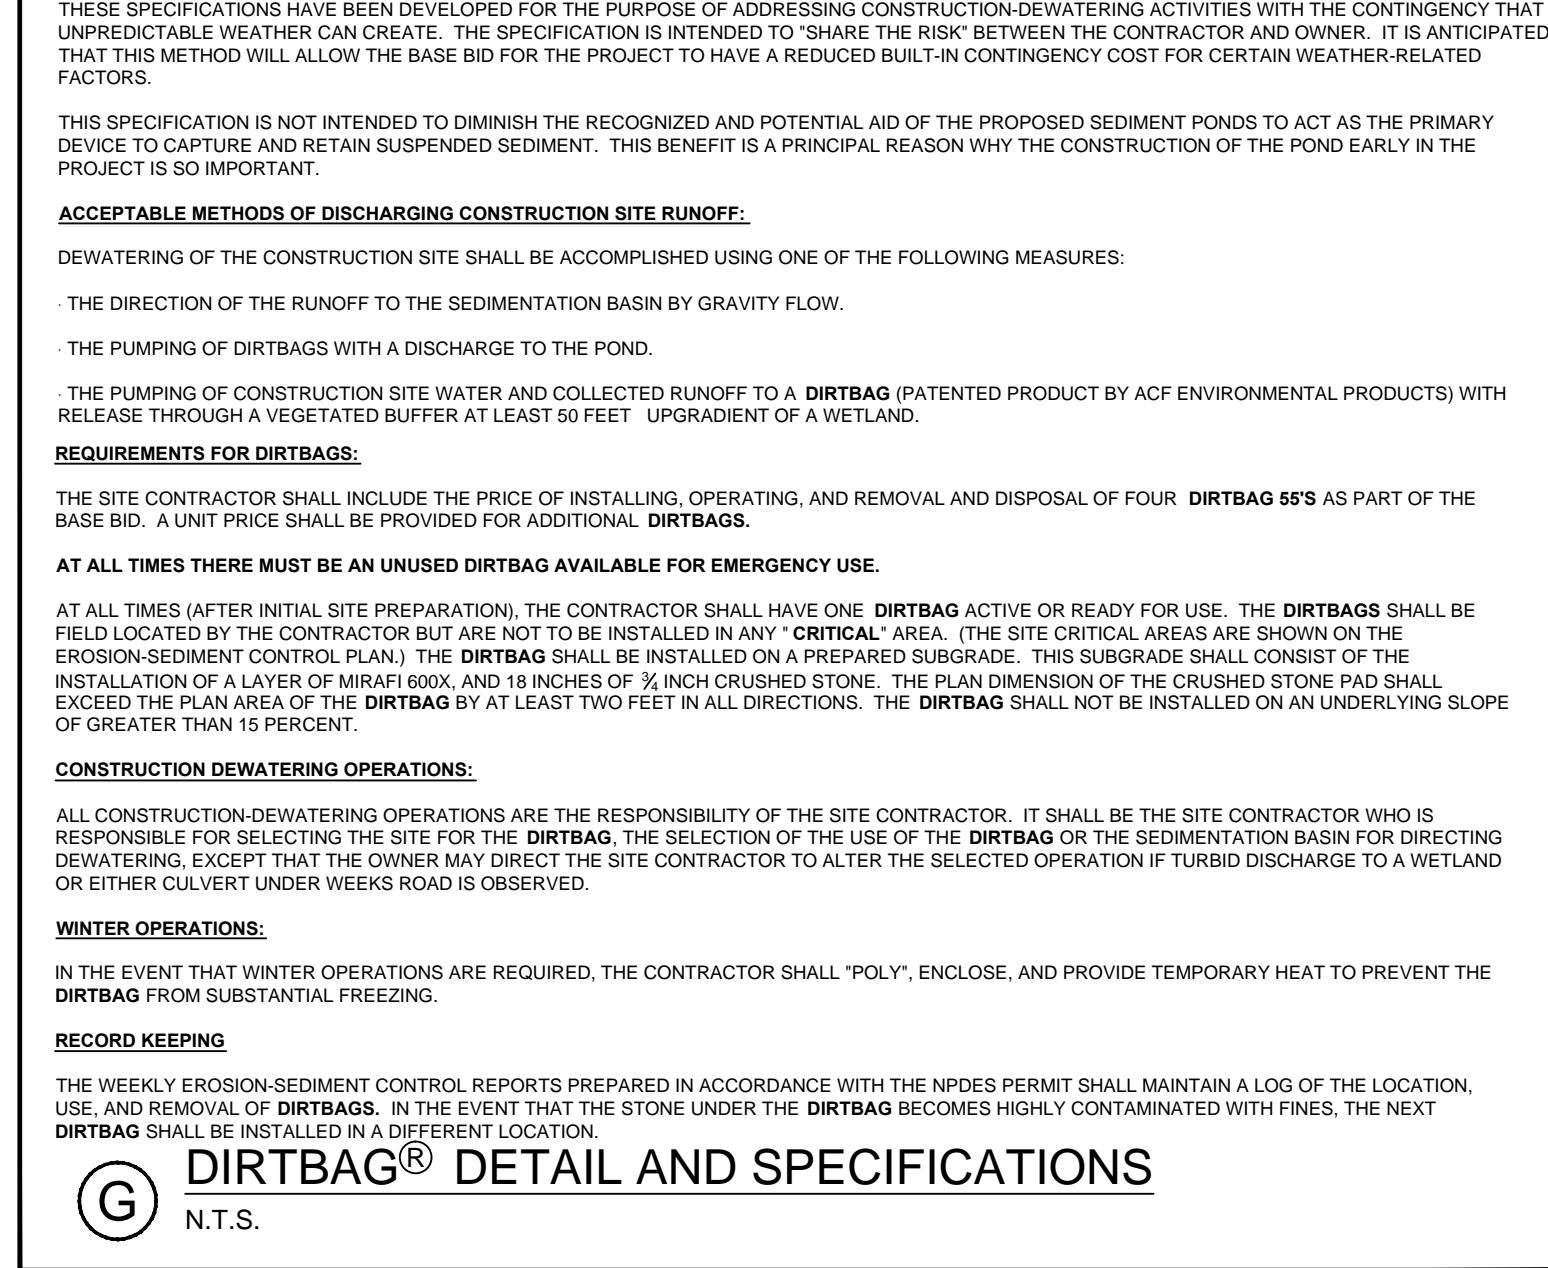 THESE SPECIFICATIONS HAVE BEEN DEVELOPED FOR THE PURPOSE OF ADDRESSING CONSTRUCTION-DEWATERING ACTIVITIES WITH THE CONTINGENCY THAT
UNPREDICTABLE WEATHER CAN CREATE. THE SPECIFICATION IS INTENDED TO "SHARE THE RISK" BETWEEN THE CONTRACTOR AND OWNER. IT IS ANTICIPATED
THAT THIS METHOD WILL ALLOW THE BASE BID FOR THE PROJECT TO HAVE A REDUCED BUILT-IN CONTINGENCY COST FOR CERTAIN WEATHER-RELATED
FACTORS.
THIS SPECIFICATION IS NOT INTENDED TO DIMINISH THE RECOGNIZED AND POTENTIAL AID OF THE PROPOSED SEDIMENT PONDS TO ACT AS THE PRIMARY
DEVICE TO CAPTURE AND RETAIN SUSPENDED SEDIMENT. THIS BENEFIT IS A PRINCIPAL REASON WHY THE CONSTRUCTION OF THE POND EARLY IN THE
PROJECT IS SO IMPORTANT.
ACCEPTABLE METHODS OF DISCHARGING CONSTRUCTION SITE RUNOFF:
DEWATERING OF THE CONSTRUCTION SITE SHALL BE ACCOMPLISHED USING ONE OF THE FOLLOWING MEASURES:
· THE DIRECTION OF THE RUNOFF TO THE SEDIMENTATION BASIN BY GRAVITY FLOW.
· THE PUMPING OF DIRTBAGS WITH A DISCHARGE TO THE POND.
· THE PUMPING OF CONSTRUCTION SITE WATER AND COLLECTED RUNOFF TO A DIRTBAG (PATENTED PRODUCT BY ACF ENVIRONMENTAL PRODUCTS) WITH
RELEASE THROUGH A VEGETATED BUFFER AT LEAST 50 FEET UPGRADIENT OF A WETLAND.
REQUIREMENTS FOR DIRTBAGS:
THE SITE CONTRACTOR SHALL INCLUDE THE PRICE OF INSTALLING, OPERATING, AND REMOVAL AND DISPOSAL OF FOUR DIRTBAG 55'S AS PART OF THE
BASE BID. A UNIT PRICE SHALL BE PROVIDED FOR ADDITIONAL DIRTBAGS.
AT ALL TIMES THERE MUST BE AN UNUSED DIRTBAG AVAILABLE FOR EMERGENCY USE.
AT ALL TIMES (AFTER INITIAL SITE PREPARATION), THE CONTRACTOR SHALL HAVE ONE DIRTBAG ACTIVE OR READY FOR USE. THE DIRTBAGS SHALL BE
FIELD LOCATED BY THE CONTRACTOR BUT ARE NOT TO BE INSTALLED IN ANY "CRITICAL" AREA. (THE SITE CRITICAL AREAS ARE SHOWN ON THE
EROSION-SEDIMENT CONTROL PLAN.) THE DIRTBAG SHALL BE INSTALLED ON A PREPARED SUBGRADE. THIS SUBGRADE SHALL CONSIST OF THE
INSTALLATION OF A LAYER OF MIRAFI 600X, AND 18 INCHES OF ¾ INCH CRUSHED STONE. THE PLAN DIMENSION OF THE CRUSHED STONE PAD SHALL
EXCEED THE PLAN AREA OF THE DIRTBAG BY AT LEAST TWO FEET IN ALL DIRECTIONS. THE DIRTBAG SHALL NOT BE INSTALLED ON AN UNDERLYING SLOPE
OF GREATER THAN 15 PERCENT.
CONSTRUCTION DEWATERING OPERATIONS:
ALL CONSTRUCTION-DEWATERING OPERATIONS ARE THE RESPONSIBILITY OF THE SITE CONTRACTOR. IT SHALL BE THE SITE CONTRACTOR WHO IS
RESPONSIBLE FOR SELECTING THE SITE FOR THE DIRTBAG, THE SELECTION OF THE USE OF THE DIRTBAG OR THE SEDIMENTATION BASIN FOR DIRECTING
DEWATERING, EXCEPT THAT THE OWNER MAY DIRECT THE SITE CONTRACTOR TO ALTER THE SELECTED OPERATION IF TURBID DISCHARGE TO A WETLAND
OR EITHER CULVERT UNDER WEEKS ROAD IS OBSERVED.
WINTER OPERATIONS:
IN THE EVENT THAT WINTER OPERATIONS ARE REQUIRED, THE CONTRACTOR SHALL "POLY", ENCLOSE, AND PROVIDE TEMPORARY HEAT TO PREVENT THE
DIRTBAG FROM SUBSTANTIAL FREEZING.
RECORD KEEPING
THE WEEKLY EROSION-SEDIMENT CONTROL REPORTS PREPARED IN ACCORDANCE WITH THE NPDES PERMIT SHALL MAINTAIN A LOG OF THE LOCATION,
USE, AND REMOVAL OF DIRTBAGS. IN THE EVENT THAT THE STONE UNDER THE DIRTBAG BECOMES HIGHLY CONTAMINATED WITH FINES, THE NEXT
DIRTBAG SHALL BE INSTALLED IN A DIFFERENT LOCATION.
G DIRTBAG® DETAIL AND SPECIFICATIONS
N.T.S.